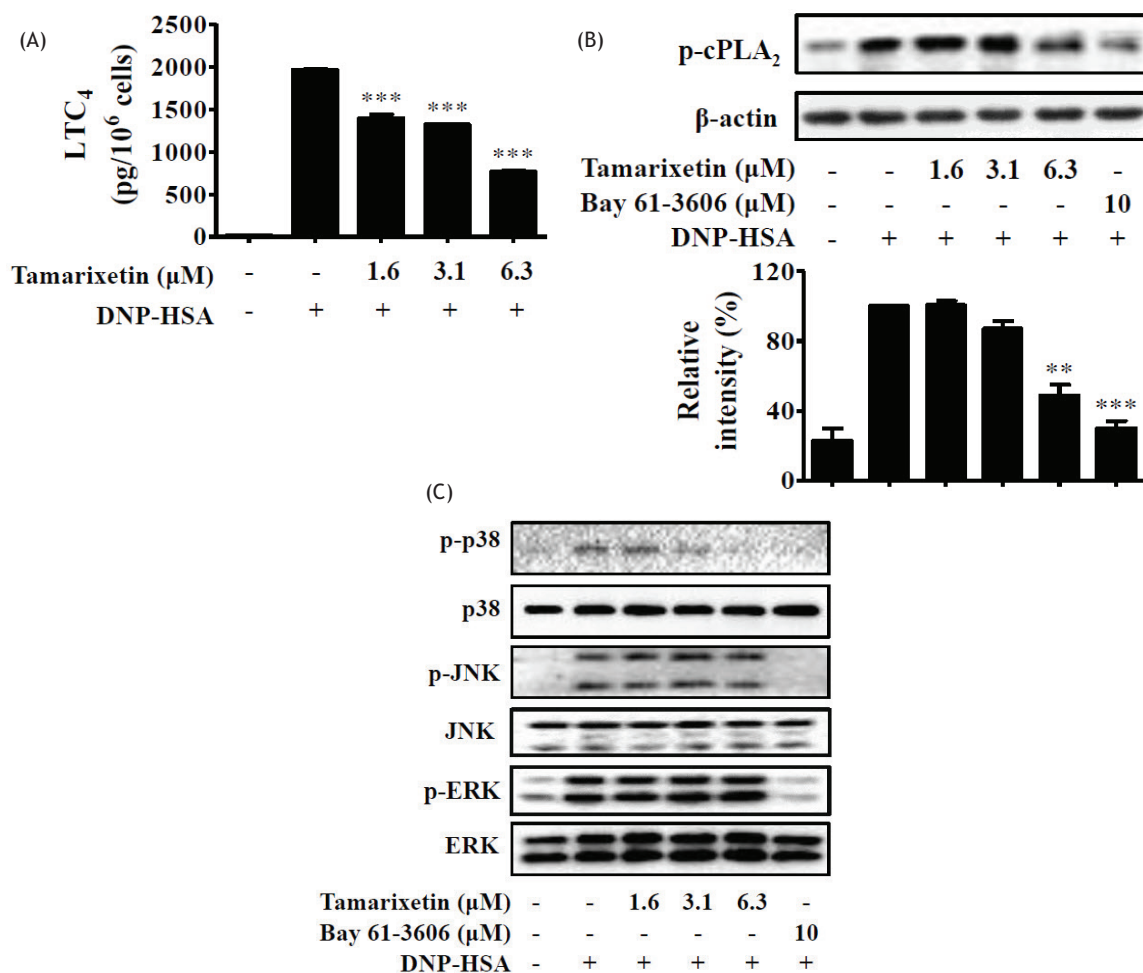 (A)
LTC4
(pg/10^6 cells)
2500
2000
1500
1000
500
0
*** *** ***
Tamarixetin (μM) - - 1.6 3.1 6.3
DNP-HSA - + + + +
(B)
p-cPLA2
β-actin
Tamarixetin (μM) - - 1.6 3.1 6.3 -
Bay 61-3606 (μM) - - - - - 10
DNP-HSA - + + + + +
Relative
intensity (%)
120
80
40
0
** ***
(C)
p-p38
p38
p-JNK
JNK
p-ERK
ERK
Tamarixetin (μM) - - 1.6 3.1 6.3 -
Bay 61-3606 (μM) - - - - - 10
DNP-HSA - + + + + +